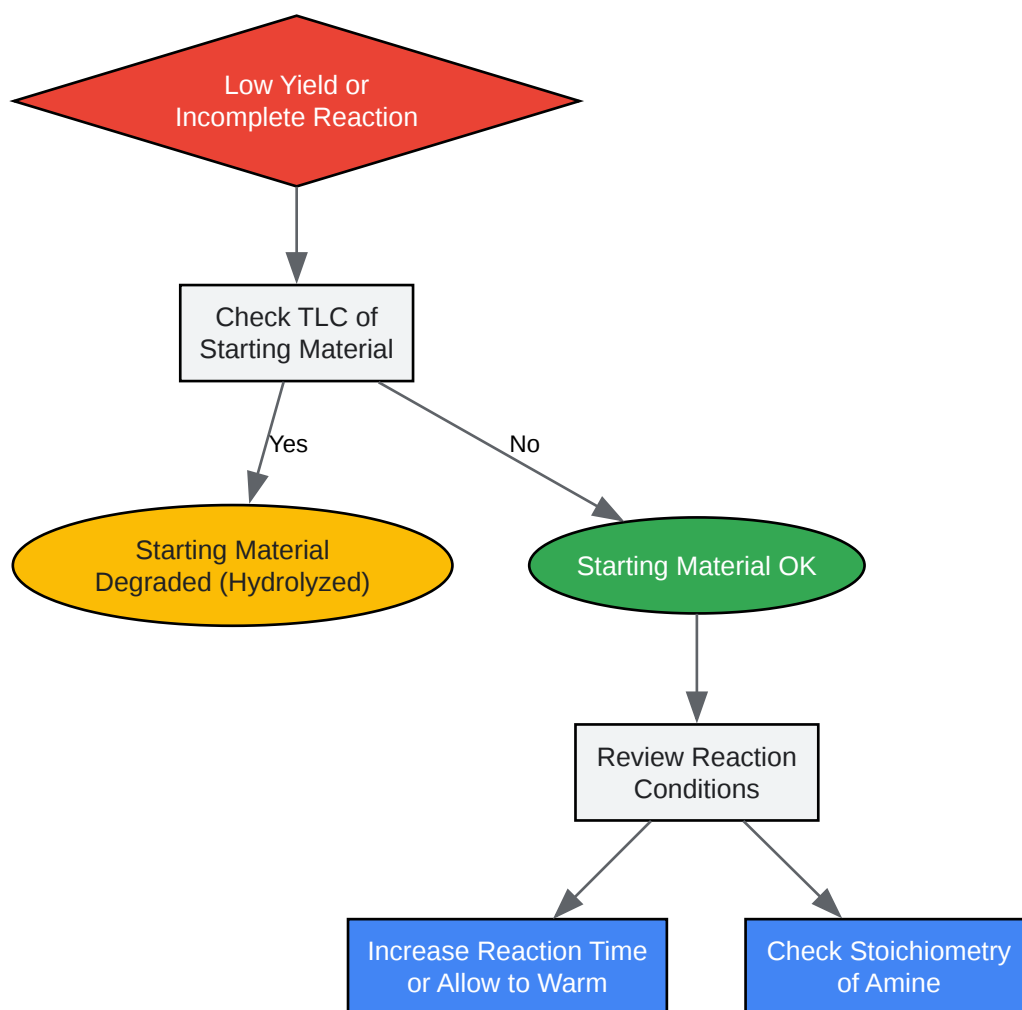 Low Yield or
Incomplete Reaction
Check TLC of
Starting Material
Yes
No
Starting Material
Degraded (Hydrolyzed)
Starting Material OK
Review Reaction
Conditions
Increase Reaction Time
or Allow to Warm
Check Stoichiometry
of Amine